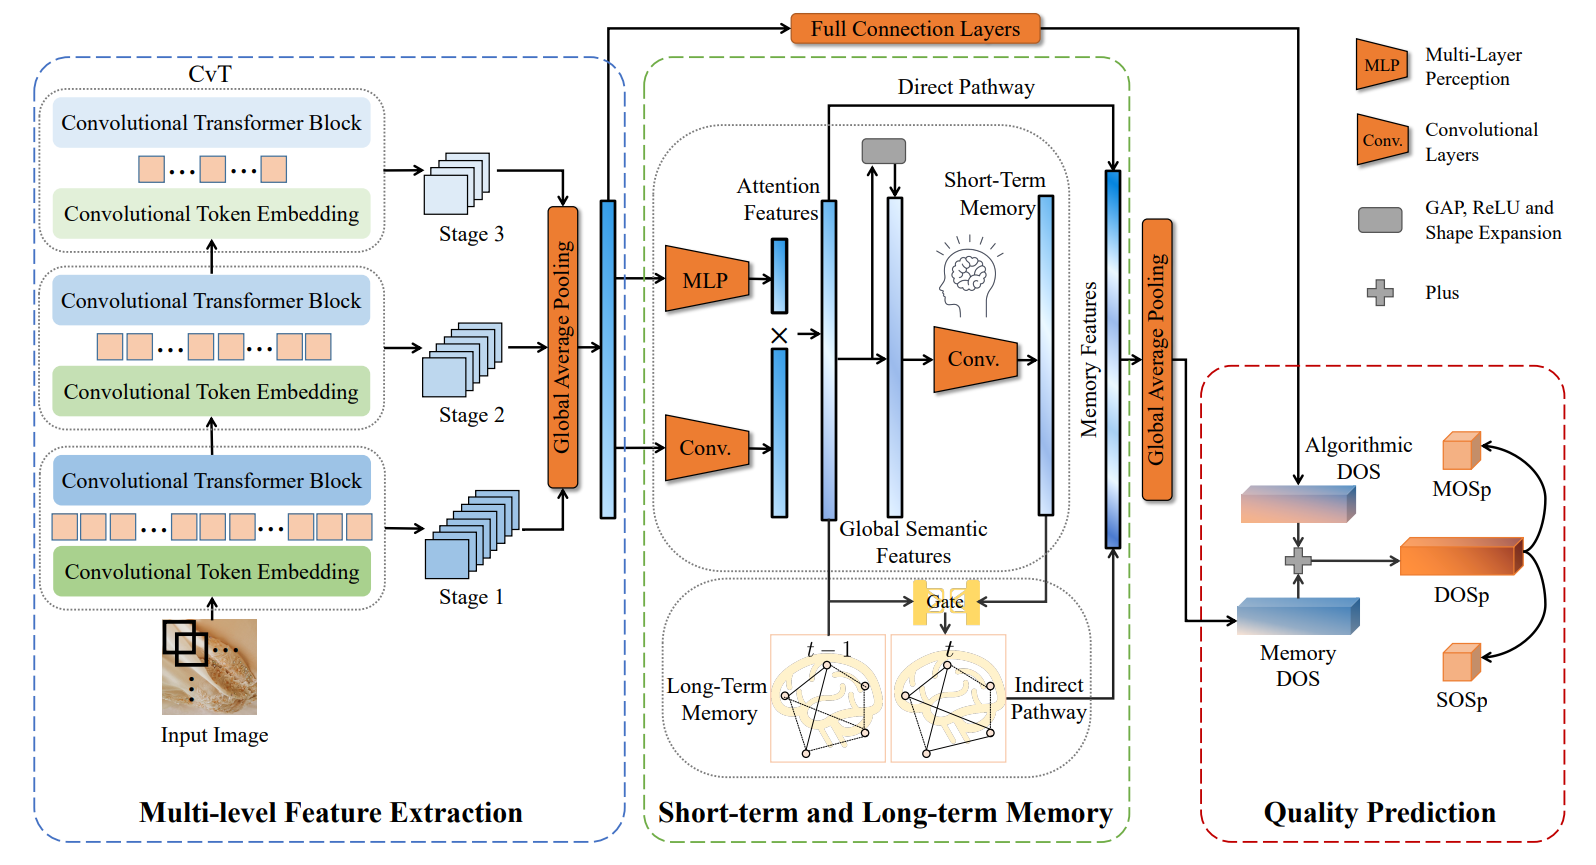 Full Connection Layers
CvT
Convolutional Transformer Block
Convolutional Token Embedding
Stage 3
Convolutional Transformer Block
Convolutional Token Embedding
Stage 2
Convolutional Transformer Block
Convolutional Token Embedding
Stage 1
Input Image
Global Average Pooling
Multi-level Feature Extraction
Direct Pathway
Attention
Features
MLP
×
Conv.
Short-Term
Memory
Conv.
Global Semantic
Features
Memory Features
Gate
t − 1
t
Long-Term
Memory
Indirect
Pathway
Short-term and Long-term Memory
Global Average Pooling
MLP
Multi-Layer
Perception
Conv.
Convolutional
Layers
GAP, ReLU and
Shape Expansion
Plus
Algorithmic
DOS
MOSp
DOSp
Memory
DOS
SOSp
Quality Prediction